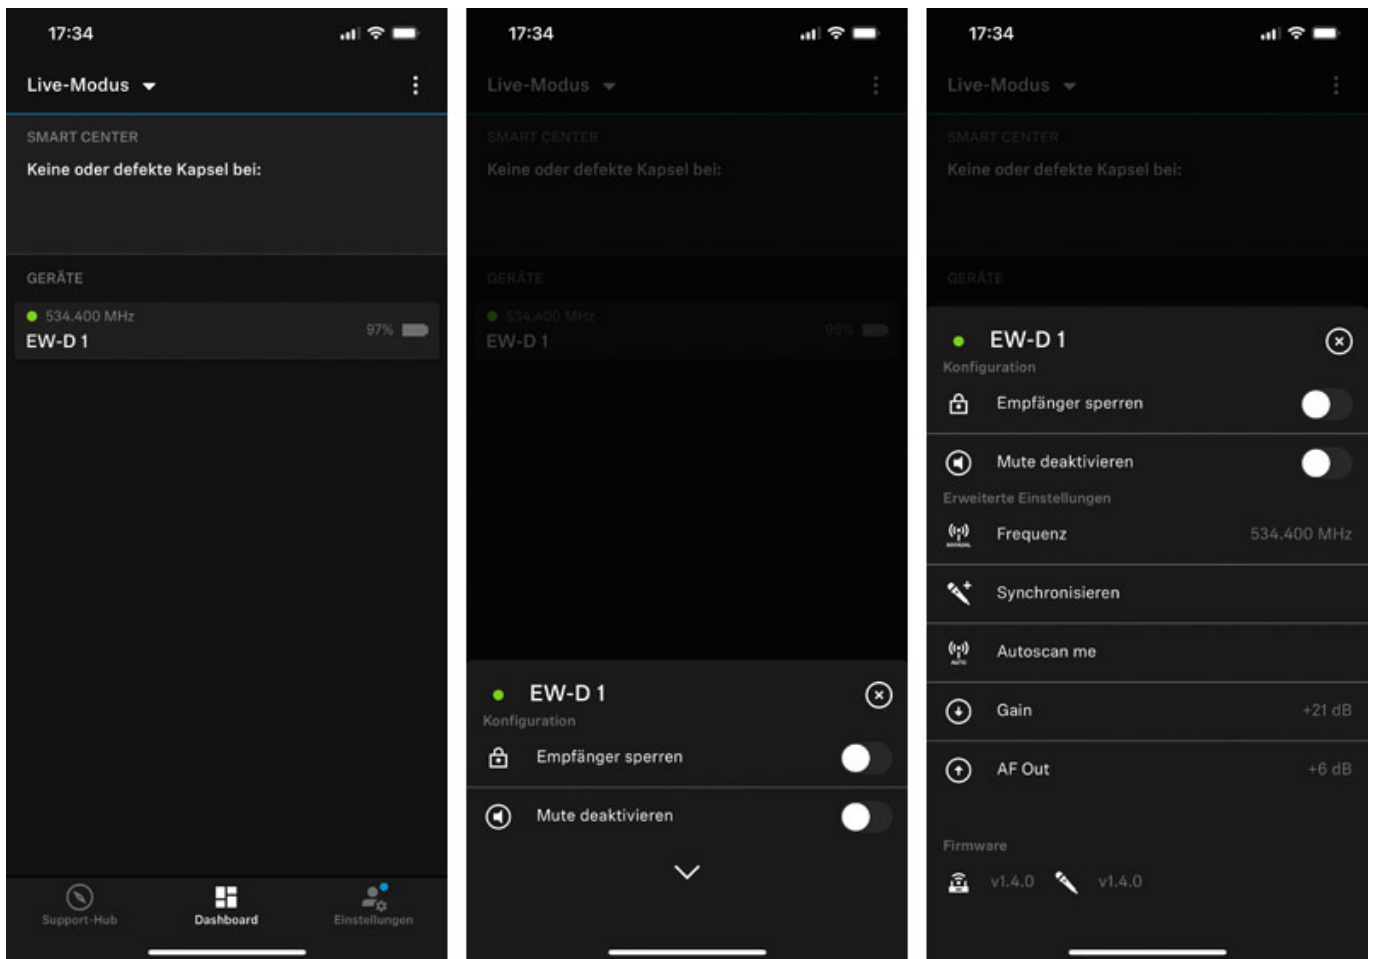 17:34
Live-Modus
SMART CENTER
Keine oder defekte Kapsel bei:
GERÄTE
534.400 MHz
EW-D 1
97%
Support-Hub
Dashboard
Einstellungen
17:34
Live-Modus
SMART CENTER
Keine oder defekte Kapsel bei:
GERÄTE
534.400 MHz
EW-D 1
96%
EW-D 1
Konfiguration
Empfänger sperren
Mute deaktivieren
17:34
Live-Modus
SMART CENTER
Keine oder defekte Kapsel bei:
GERÄTE
EW-D 1
Konfiguration
Empfänger sperren
Mute deaktivieren
Erweiterte Einstellungen
Frequenz 534.400 MHz
Synchronisieren
AUTO
Autoscan me
Gain +21 dB
AF Out +6 dB
Firmware
v1.4.0 v1.4.0